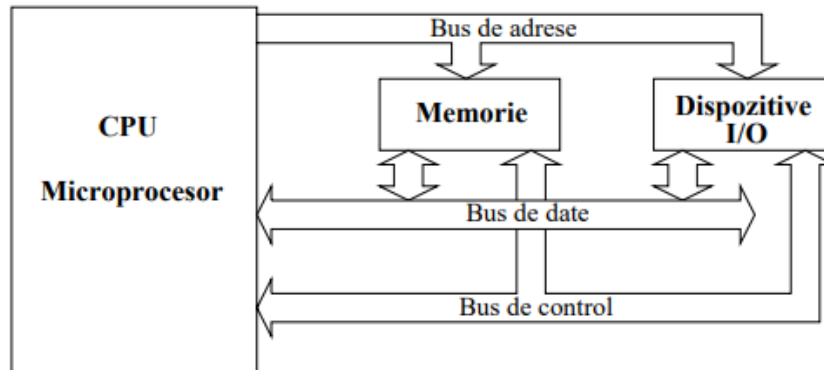 Bus de adrese
CPU
Microprocesor
Memorie
Dispozitive
I/O
Bus de date
Bus de control